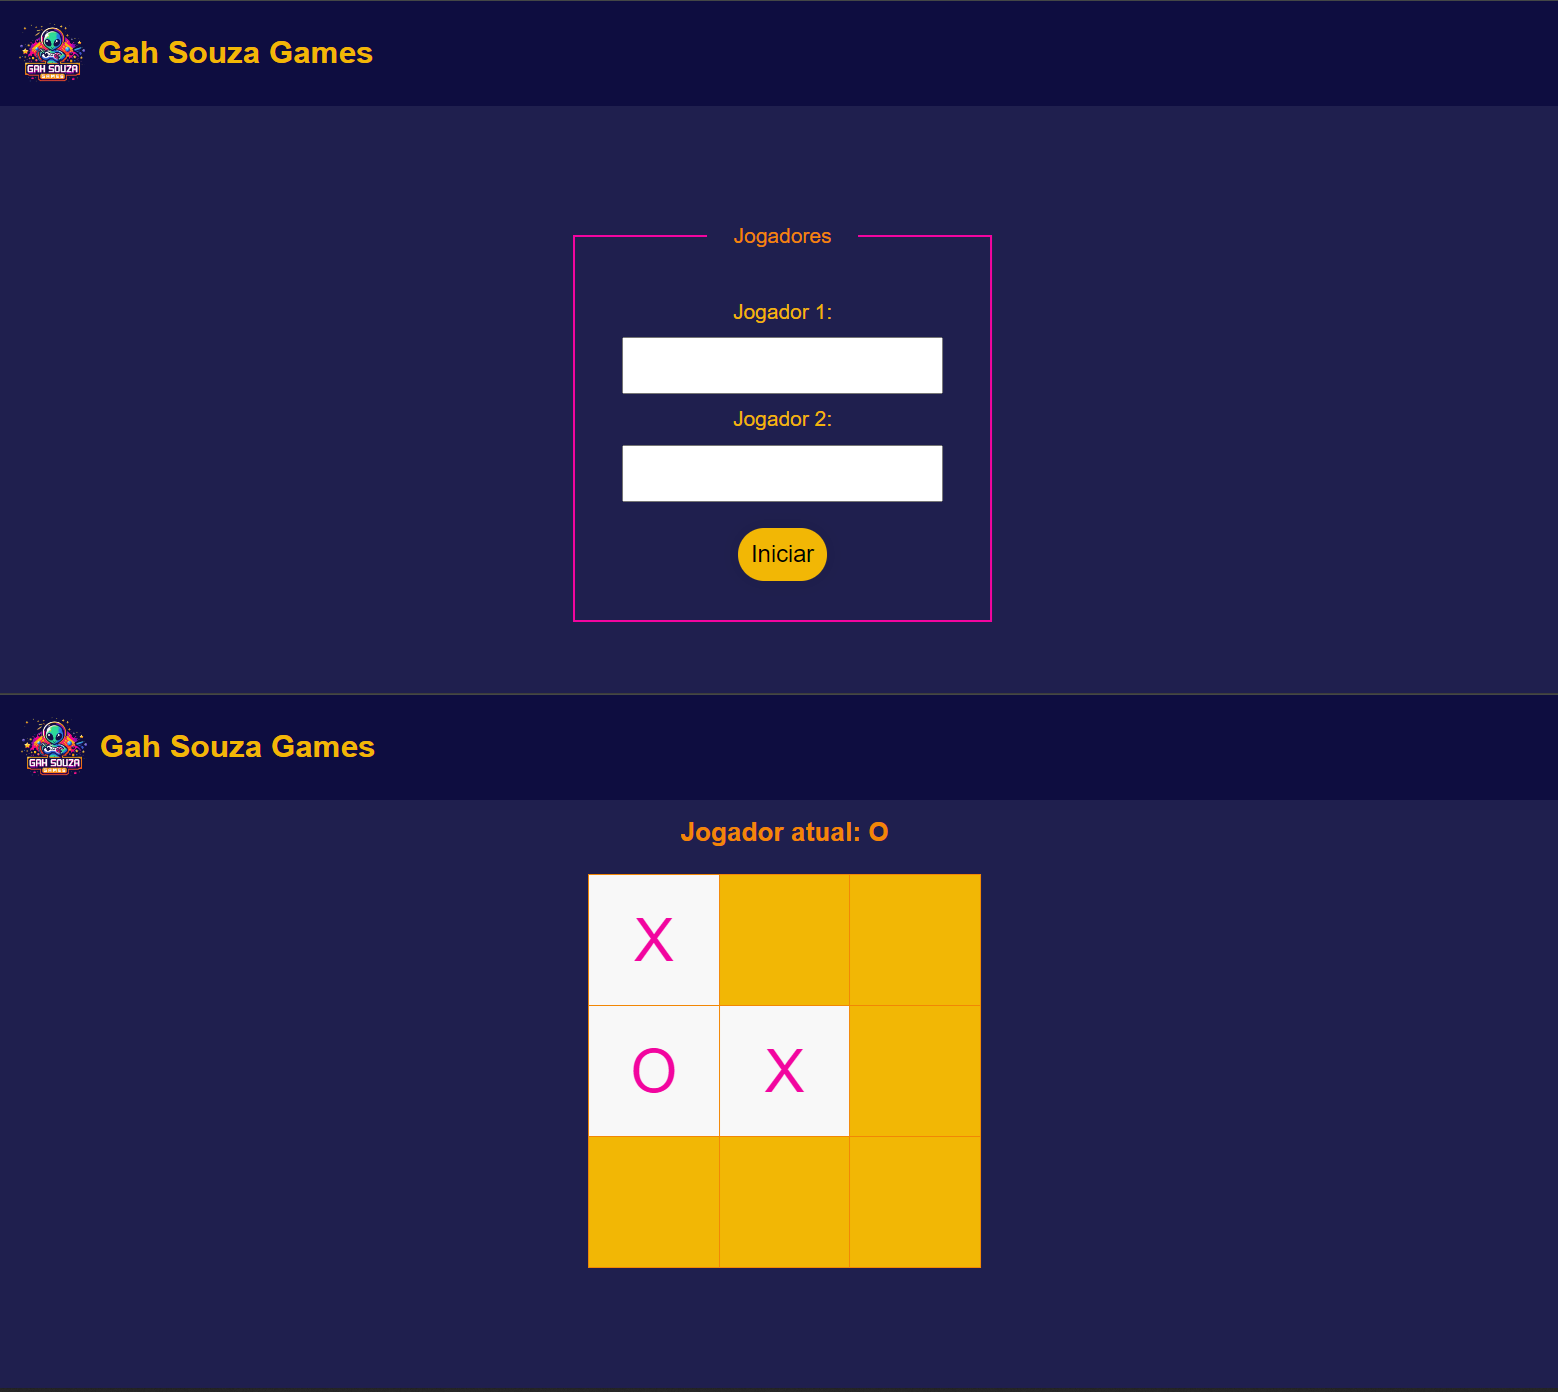 GAH SOUZA
GAMES
Gah Souza Games
Jogadores
Jogador 1:
Jogador 2:
Iniciar
GAH SOUZA
GAMES
Gah Souza Games
Jogador atual: O
X
O X